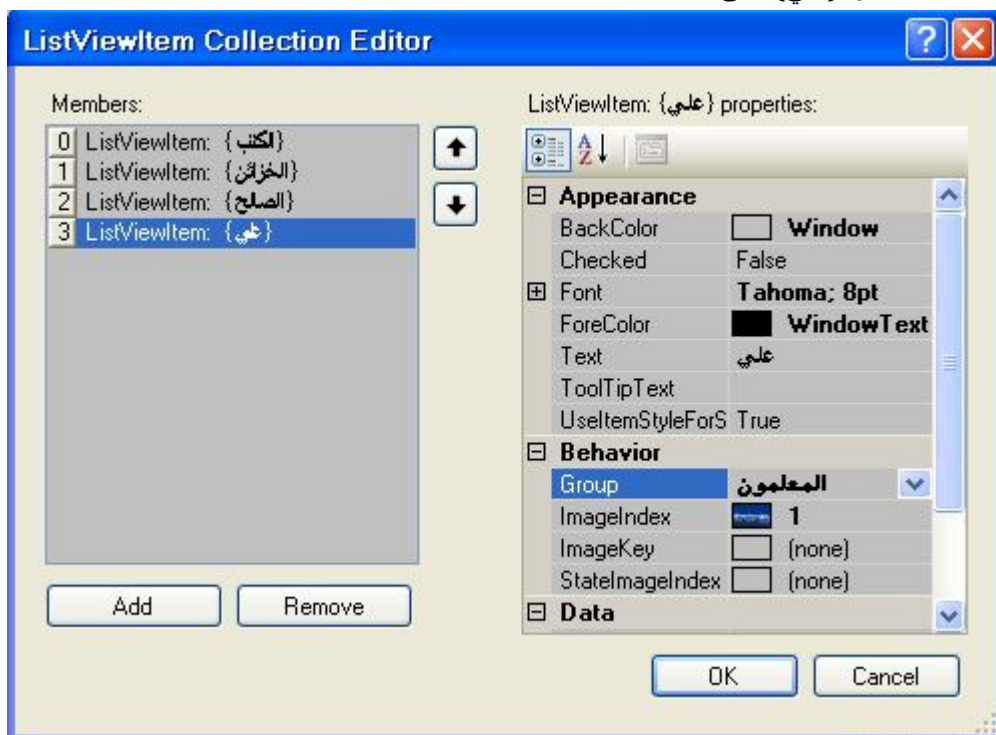 ListViewItem Collection Editor
Members:
0 ListViewItem: {الكتب}
1 ListViewItem: {الخزائن}
2 ListViewItem: {الصلح}
3 ListViewItem: {علي}
Add
Remove
ListViewItem: {علي} properties:
Appearance
BackColor Window
Checked False
Font Tahoma; 8pt
ForeColor WindowText
Text علي
ToolTipText
UseItemStyleForS True
Behavior
Group المعلمون
ImageIndex 1
ImageKey (none)
StateImageIndex (none)
Data
OK
Cancel